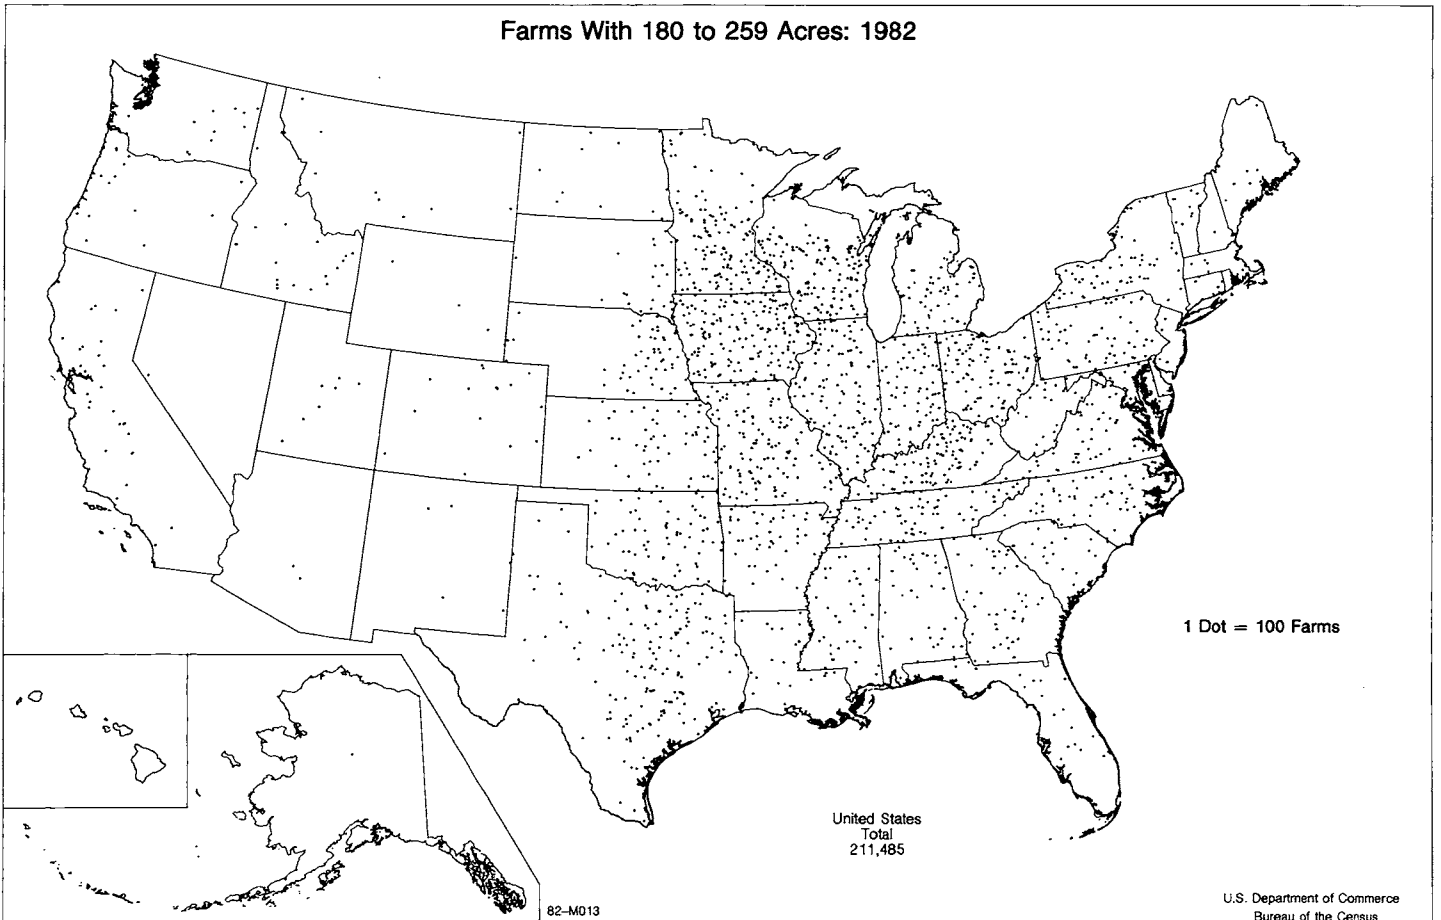 Farms With 180 to 259 Acres: 1982
1 Dot = 100 Farms
United States
Total
211,485
82–M013
U.S. Department of Commerce
Bureau of the Census